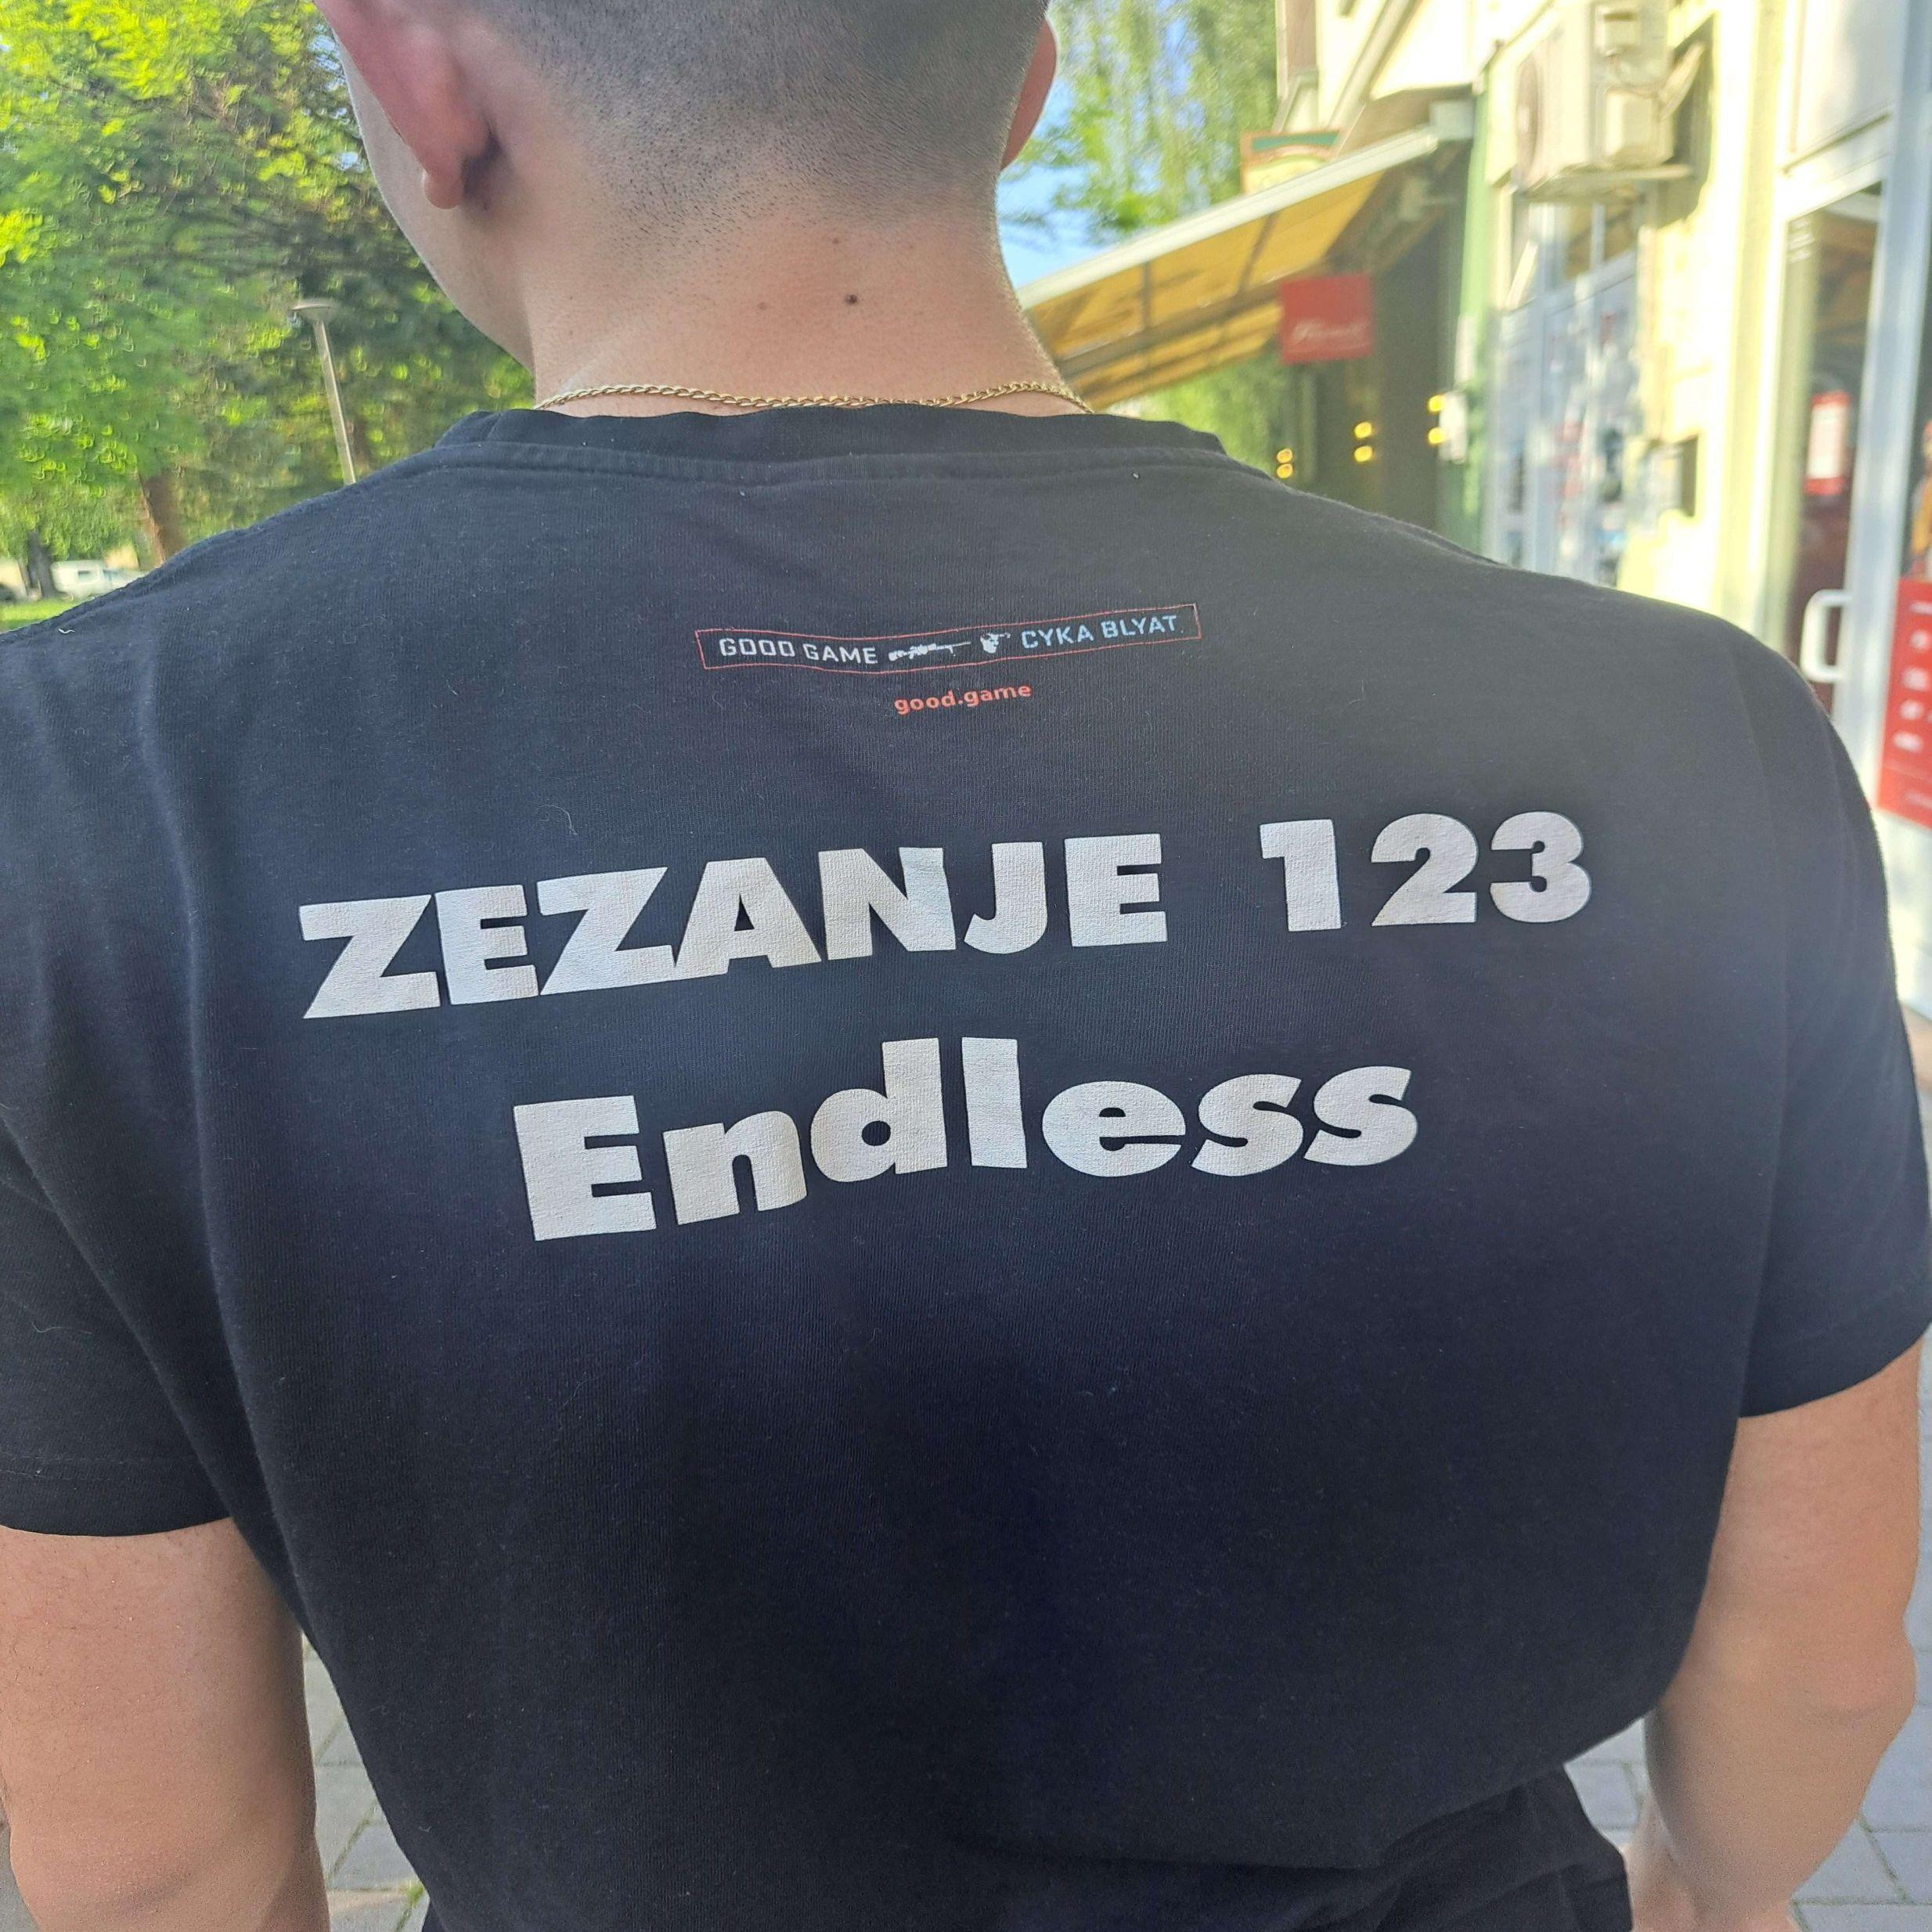 GOOD GAME CYKA BLYAT
good.game
ZEZANJE 123
Endless